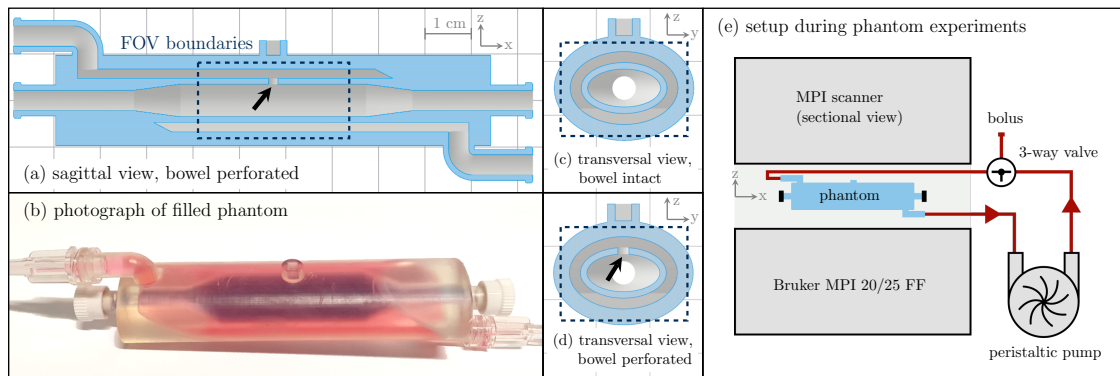 FOV boundaries
1 cm
z
x
(a) sagittal view, bowel perforated
(b) photograph of filled phantom
z
y
(c) transversal view,
bowel intact
z
y
(d) transversal view,
bowel perforated
(e) setup during phantom experiments
MPI scanner
(sectional view)
bolus
3-way valve
z
x
phantom
Bruker MPI 20/25 FF
peristaltic pump